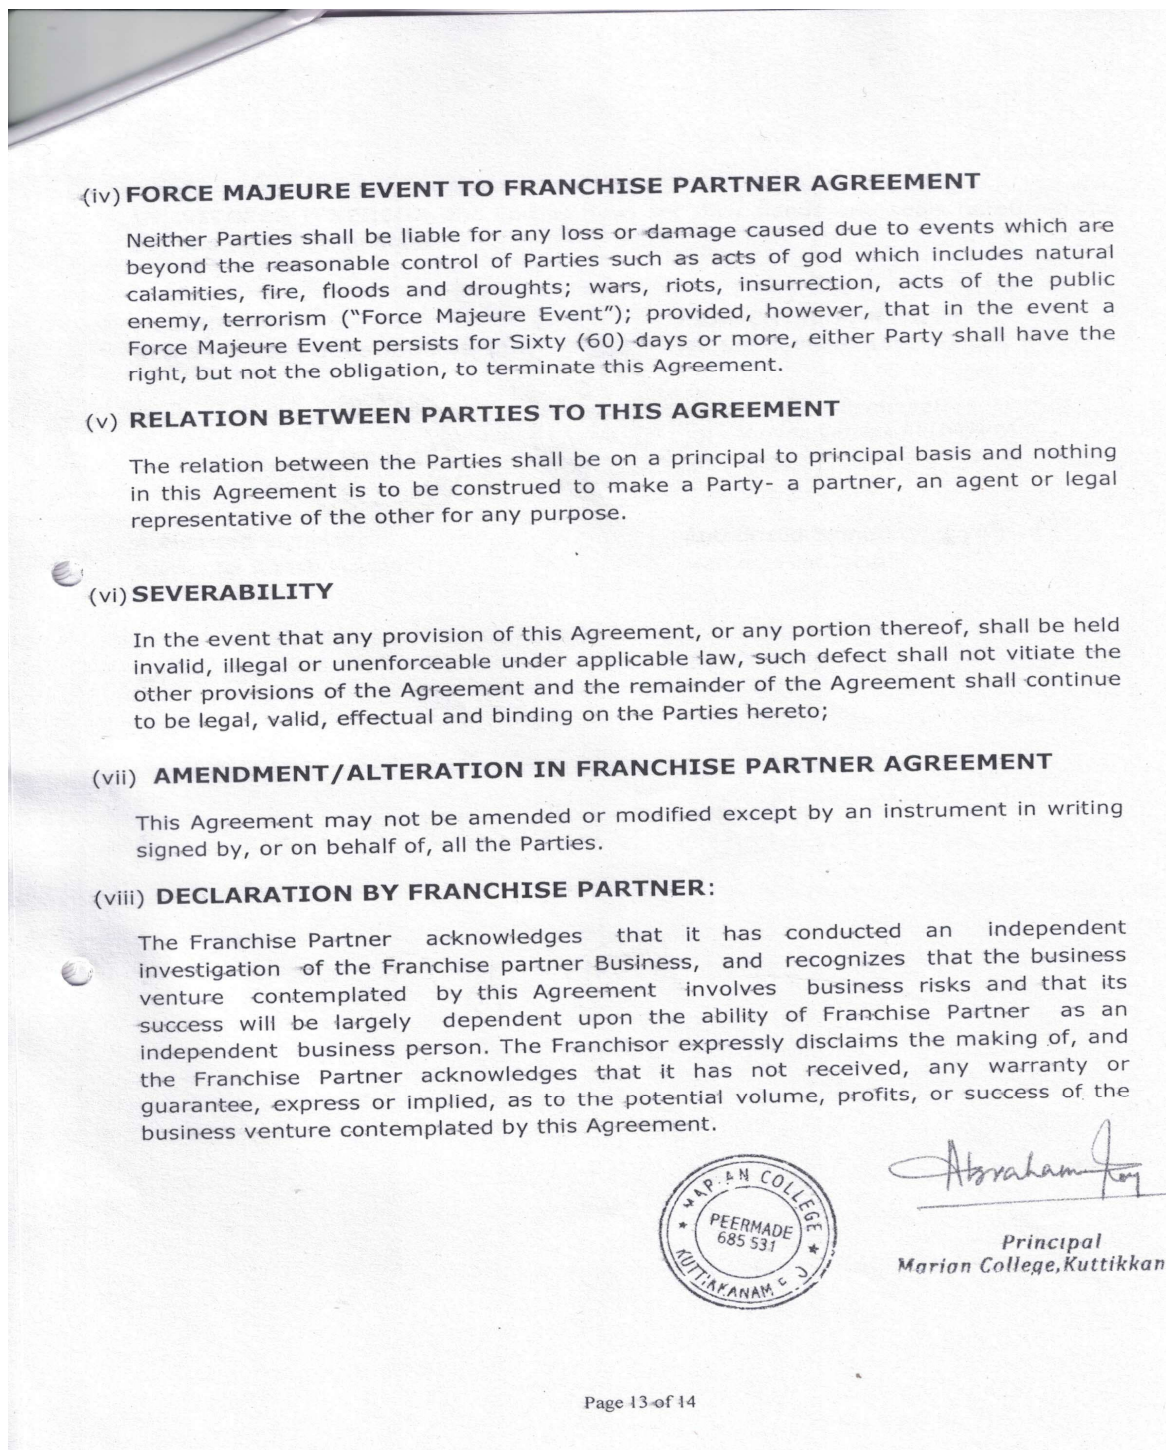 (iv) FORCE MAJEURE EVENT TO FRANCHISE PARTNER AGREEMENT
Neither Parties shall be liable for any loss or damage caused due to events which are
beyond the reasonable control of Parties such as acts of god which includes natural
calamities, fire, floods and droughts; wars, riots, insurrection, acts of the public
enemy, terrorism (“Force Majeure Event”); provided, however, that in the event a
Force Majeure Event persists for Sixty (60) days or more, either Party shall have the
right, but not the obligation, to terminate this Agreement.
(v) RELATION BETWEEN PARTIES TO THIS AGREEMENT
The relation between the Parties shall be on a principal to principal basis and nothing
in this Agreement is to be construed to make a Party- a partner, an agent or legal
representative of the other for any purpose.
(vi) SEVERABILITY
In the event that any provision of this Agreement, or any portion thereof, shall be held
invalid, illegal or unenforceable under applicable law, such defect shall not vitiate the
other provisions of the Agreement and the remainder of the Agreement shall continue
to be legal, valid, effectual and binding on the Parties hereto;
(vii) AMENDMENT/ALTERATION IN FRANCHISE PARTNER AGREEMENT
This Agreement may not be amended or modified except by an instrument in writing
signed by, or on behalf of, all the Parties.
(viii) DECLARATION BY FRANCHISE PARTNER:
The Franchise Partner acknowledges that it has conducted an independent
investigation of the Franchise partner Business, and recognizes that the business
venture contemplated by this Agreement involves business risks and that its
success will be largely dependent upon the ability of Franchise Partner as an
independent business person. The Franchisor expressly disclaims the making of, and
the Franchise Partner acknowledges that it has not received, any warranty or
guarantee, express or implied, as to the potential volume, profits, or success of the
business venture contemplated by this Agreement.
MARIAN COLLEGE
PEERMADE
685 531
KUTTIKKANAM
Abraham
Principal
Marian College, Kuttikkan
Page 13 of 14